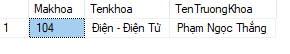 Makhoa Tenkhoa TenTruongKhoa
1 104 Điện - Điện Tử Phạm Ngọc Thắng